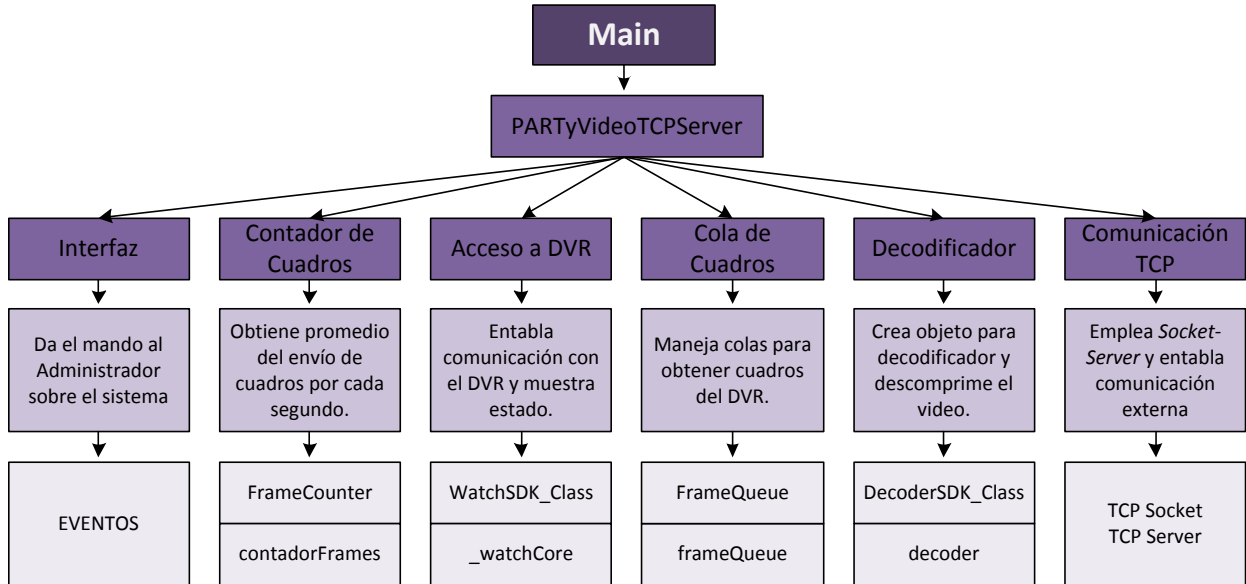 Main
PARTyVideoTCPServer
Interfaz
Contador de
Cuadros
Acceso a DVR
Cola de
Cuadros
Decodificador
Comunicación
TCP
Da el mando al
Administrador
sobre el sistema
Obtiene promedio
del envío de
cuadros por cada
segundo.
Entabla
comunicación con
el DVR y muestra
estado.
Maneja colas para
obtener cuadros
del DVR.
Crea objeto para
decodificador y
descomprime el
video.
Emplea Socket-
Server y entabla
comunicación
externa
EVENTOS
FrameCounter
contadorFrames
WatchSDK_Class
_watchCore
FrameQueue
frameQueue
DecoderSDK_Class
decoder
TCP Socket
TCP Server